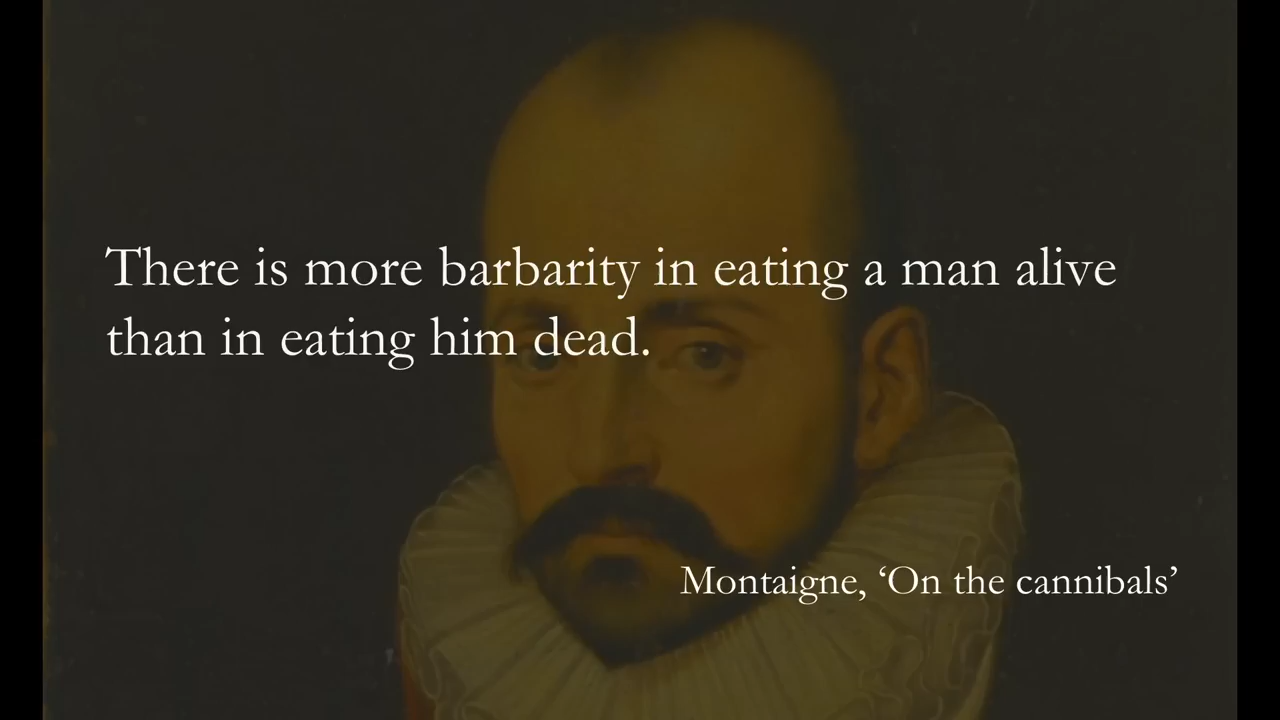 There is more barbarity in eating a man alive
than in eating him dead.
Montaigne, ‘On the cannibals’